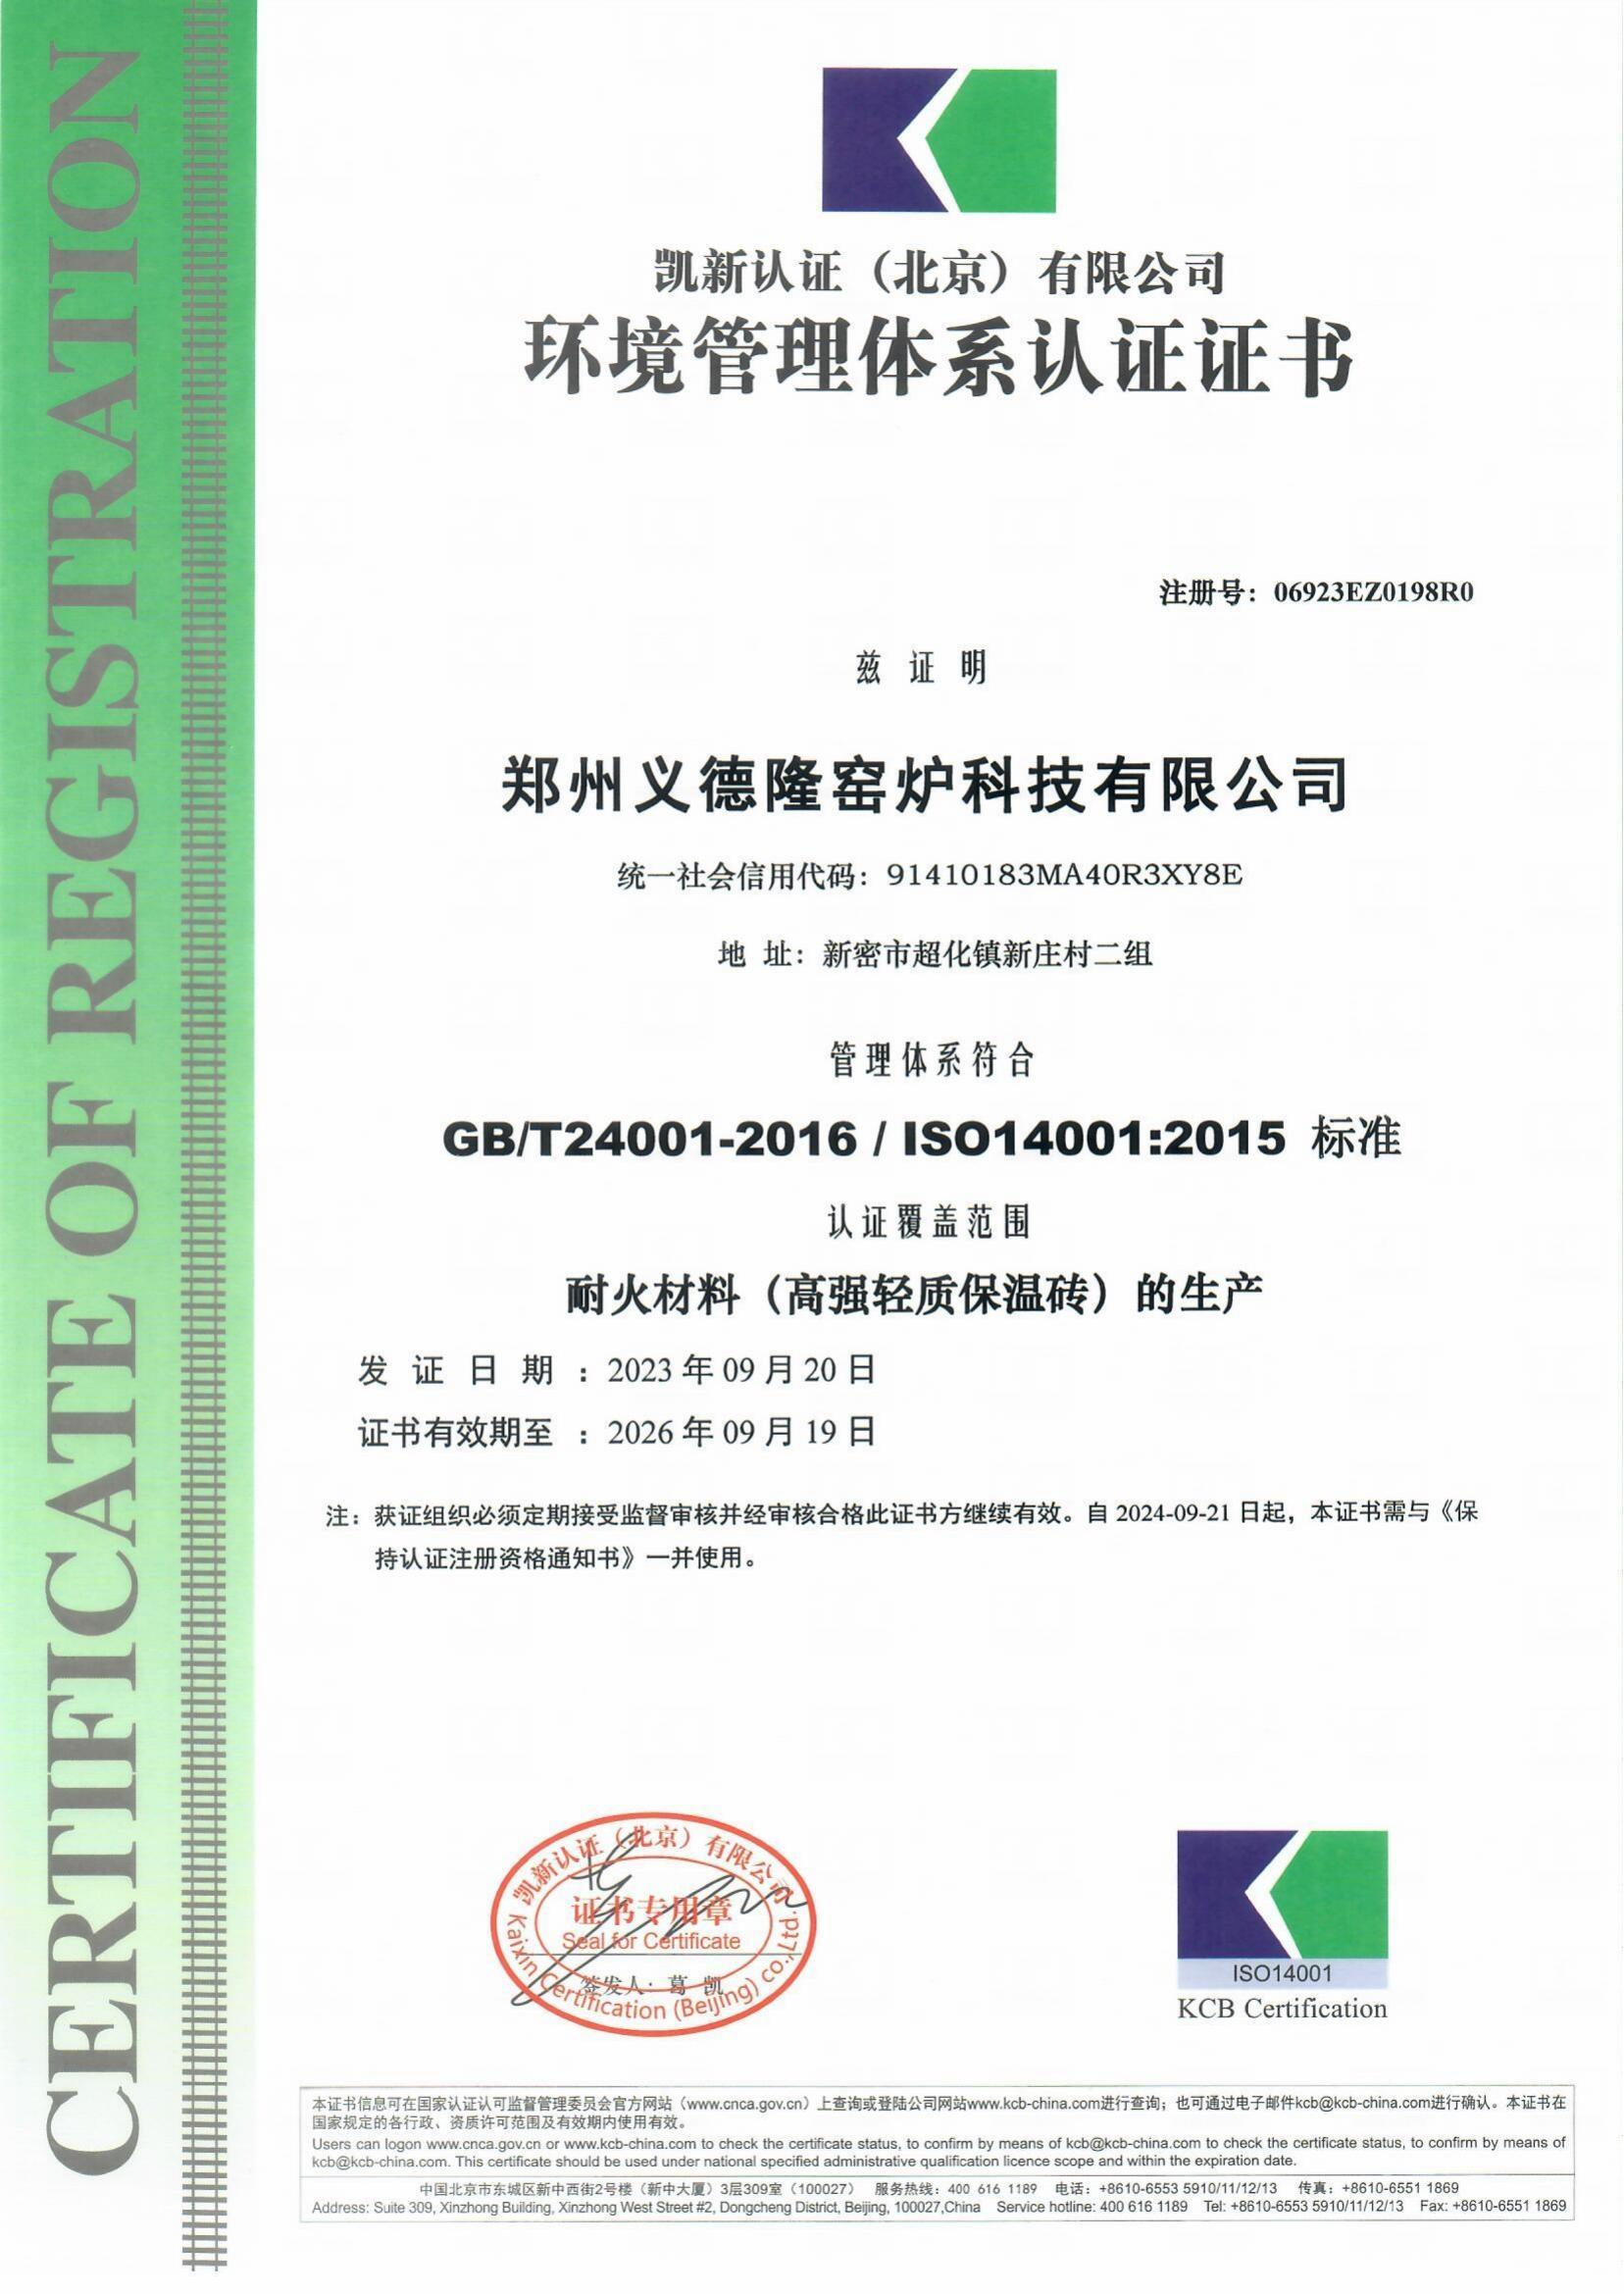 CERTIFICATE OF REGISTRATION
凯新认证（北京）有限公司
环境管理体系认证证书
注册号：06923EZ0198R0
兹 证 明
郑州义德隆窑炉科技有限公司
统一社会信用代码：91410183MA40R3XY8E
地 址：新密市超化镇新庄村二组
管理体系符合
GB/T24001-2016 / ISO14001:2015 标准
认证覆盖范围
耐火材料（高强轻质保温砖）的生产
发 证 日 期 ：2023 年 09 月 20 日
证书有效期至 ：2026 年 09 月 19 日
注：获证组织必须定期接受监督审核并经审核合格此证书方继续有效。自 2024-09-21 日起，本证书需与《保
持认证注册资格通知书》一并使用。
凯新认证（北京）有限公司
证书专用章
Seal for Certificate
签发人：葛 凯
Kaixin Certification (Beijing) co.,Ltd.
ISO14001
KCB Certification
本证书信息可在国家认证认可监督管理委员会官方网站（www.cnca.gov.cn）上查询或登陆公司网站www.kcb-china.com进行查询；也可通过电子邮件kcb@kcb-china.com进行确认。本证书在
国家规定的各行政、资质许可范围及有效期内使用有效。
Users can logon www.cnca.gov.cn or www.kcb-china.com to check the certificate status, to confirm by means of kcb@kcb-china.com to check the certificate status, to confirm by means of
kcb@kcb-china.com. This certificate should be used under national specified administrative qualification licence scope and within the expiration date.
中国北京市东城区新中西街2号楼（新中大厦）3层309室（100027） 服务热线：400 616 1189 电话：+8610-6553 5910/11/12/13 传真：+8610-6551 1869
Address: Suite 309, Xinzhong Building, Xinzhong West Street #2, Dongcheng District, Beijing, 100027,China Service hotline: 400 616 1189 Tel: +8610-6553 5910/11/12/13 Fax: +8610-6551 1869